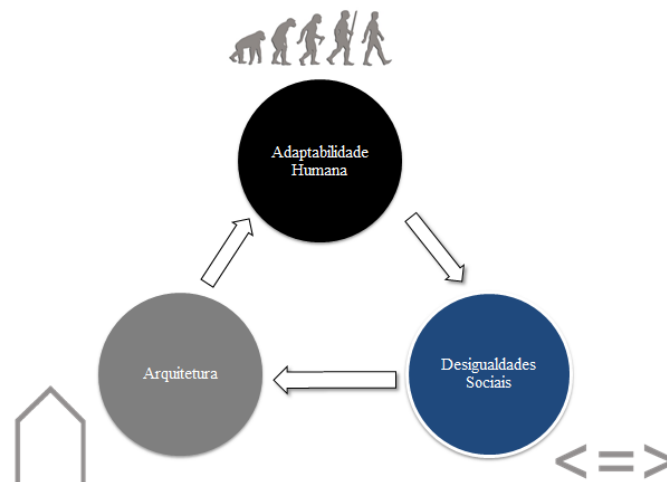 Adaptabilidade
Humana
Arquitetura
Desigualdades
Sociais
< = >